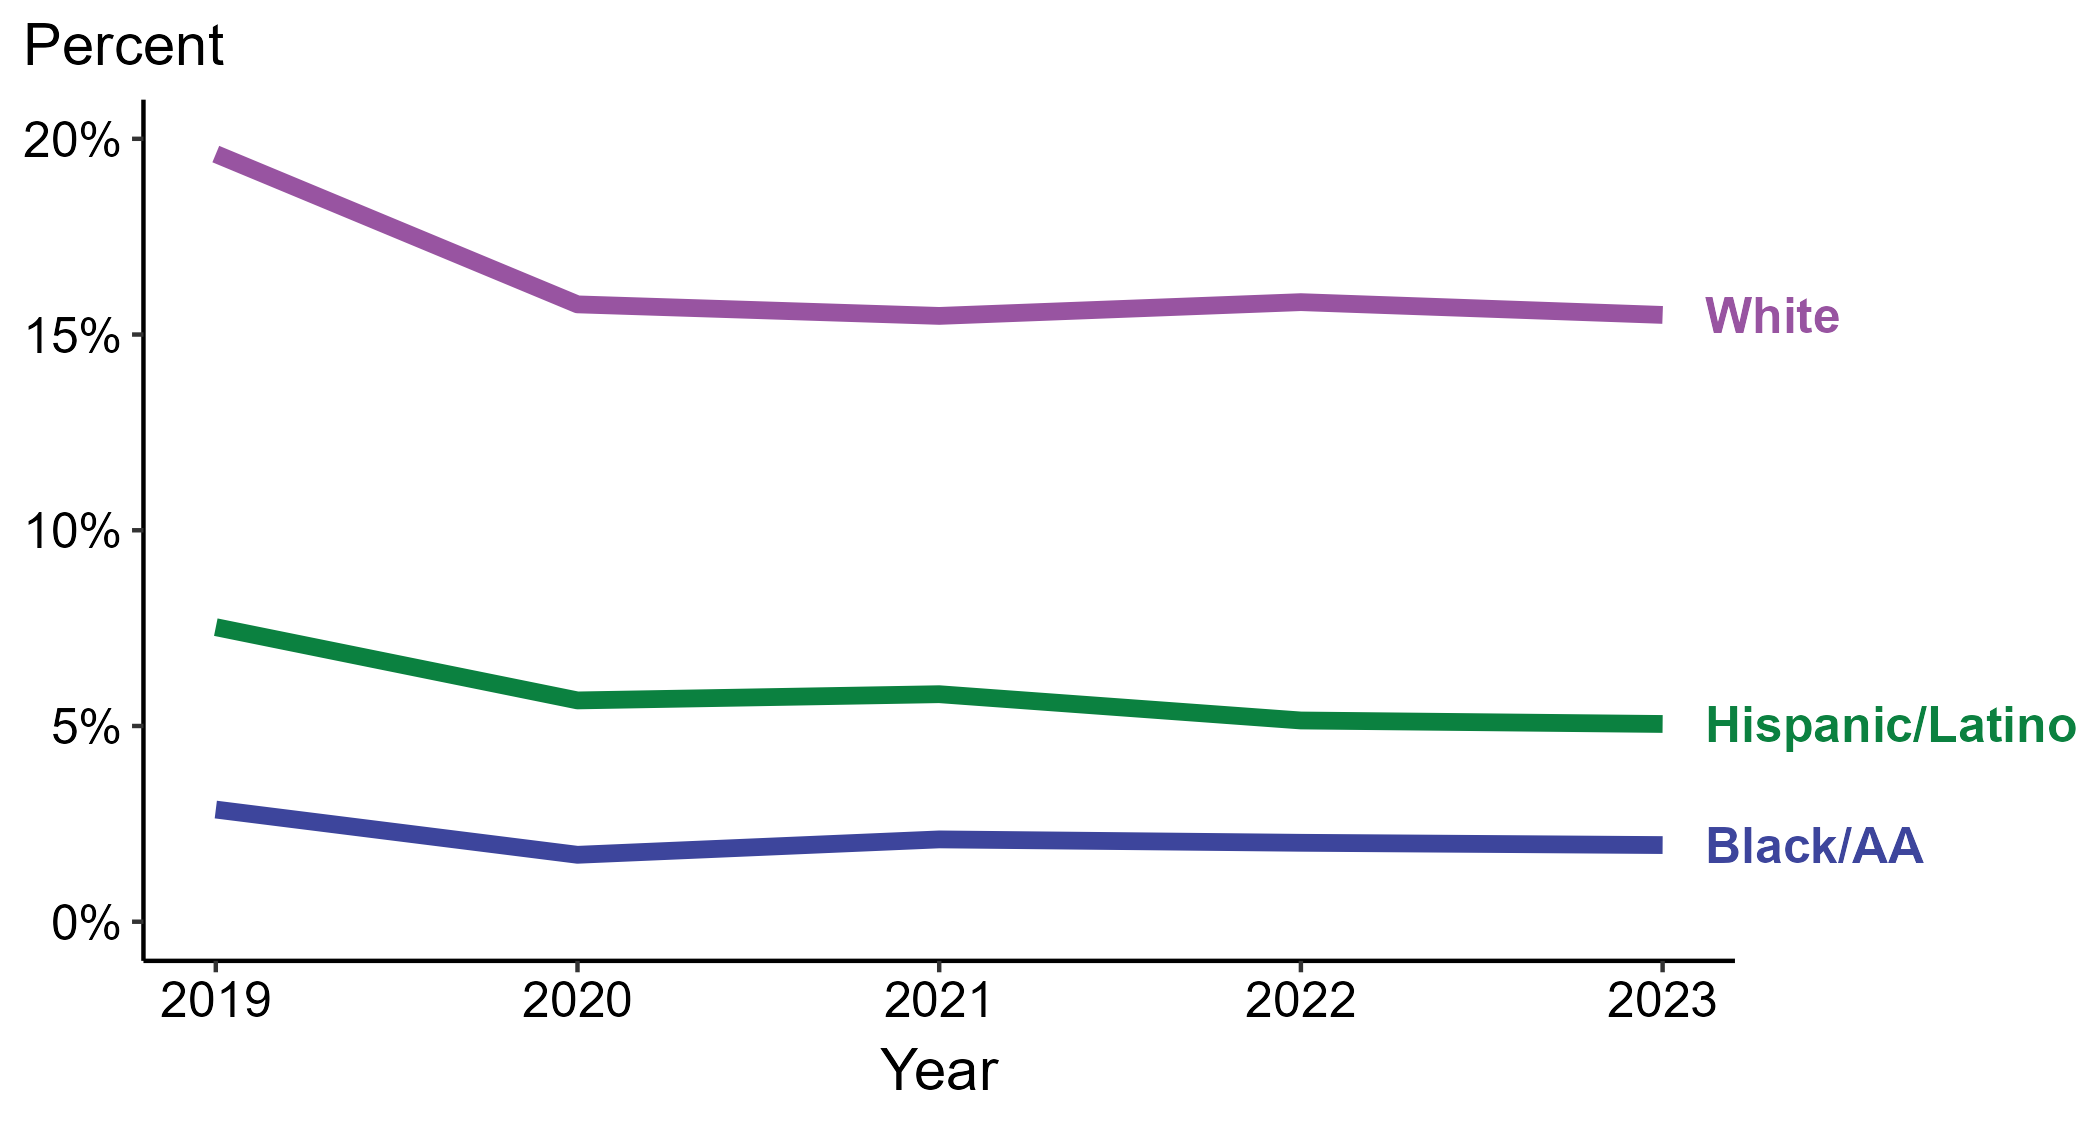 Percent
20%
15%
10%
5%
0%
White
Hispanic/Latino
Black/AA
2019 2020 2021 2022 2023
Year